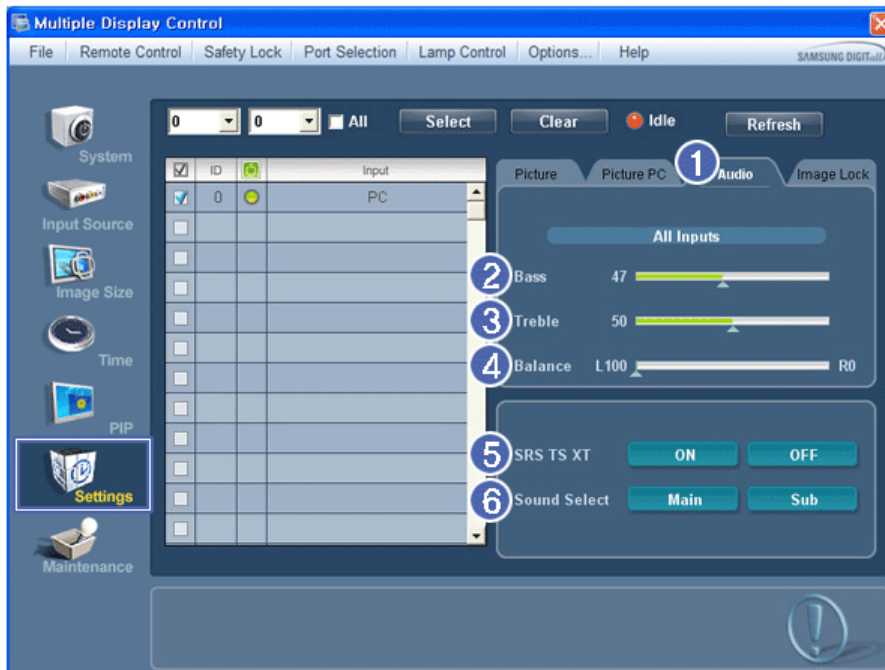 Multiple Display Control
File Remote Control Safety Lock Port Selection Lamp Control Options... Help SAMSUNG DIGITall
0 0 All Select Clear Idle Refresh
System
Input Source
Image Size
Time
PIP
Settings
Maintenance
ID Input
0 PC
Picture Picture PC 1 Audio Image Lock
All Inputs
2 Bass 47
3 Treble 50
4 Balance L100 R0
5 SRS TS XT ON OFF
6 Sound Select Main Sub